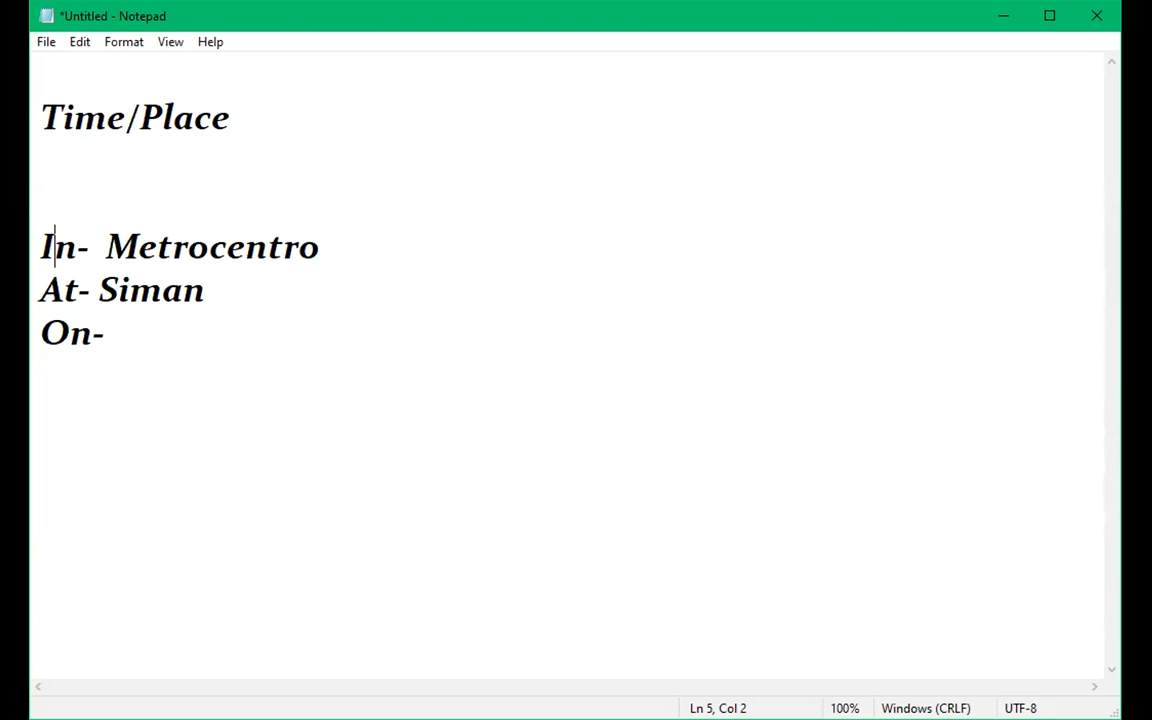 *Untitled - Notepad
File Edit Format View Help
Time/Place
In- Metrocentro
At- Siman
On-
Ln 5, Col 2 100% Windows (CRLF) UTF-8